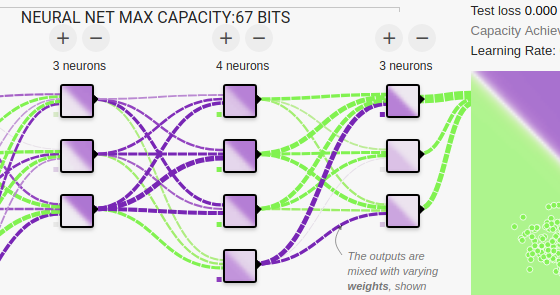 NEURAL NET MAX CAPACITY:67 BITS
+ − + − + −
3 neurons 4 neurons 3 neurons
The outputs are
mixed with varying
weights, shown
Test loss 0.000
Capacity Achiev
Learning Rate: